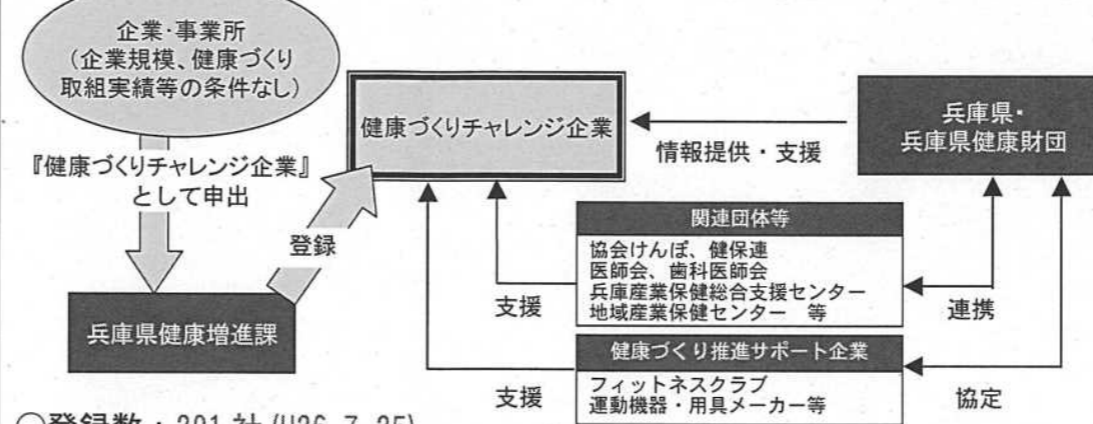 企業・事業所
(企業規模、健康づくり
取組実績等の条件なし)
『健康づくりチャレンジ企業』
として申出
登録
兵庫県健康増進課
健康づくりチャレンジ企業
情報提供・支援
兵庫県・
兵庫県健康財団
関連団体等
協会けんぽ、健保連
医師会、歯科医師会
兵庫産業保健総合支援センター
地域産業保健センター 等
支援
連携
健康づくり推進サポート企業
フィットネスクラブ
運動機器・用具メーカー等
支援
協定
○登録数: